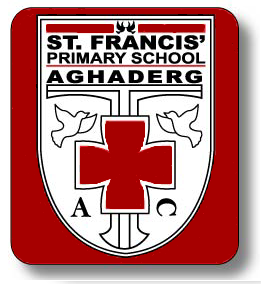 ST. FRANCIS'
PRIMARY SCHOOL
AGHADERG
A C